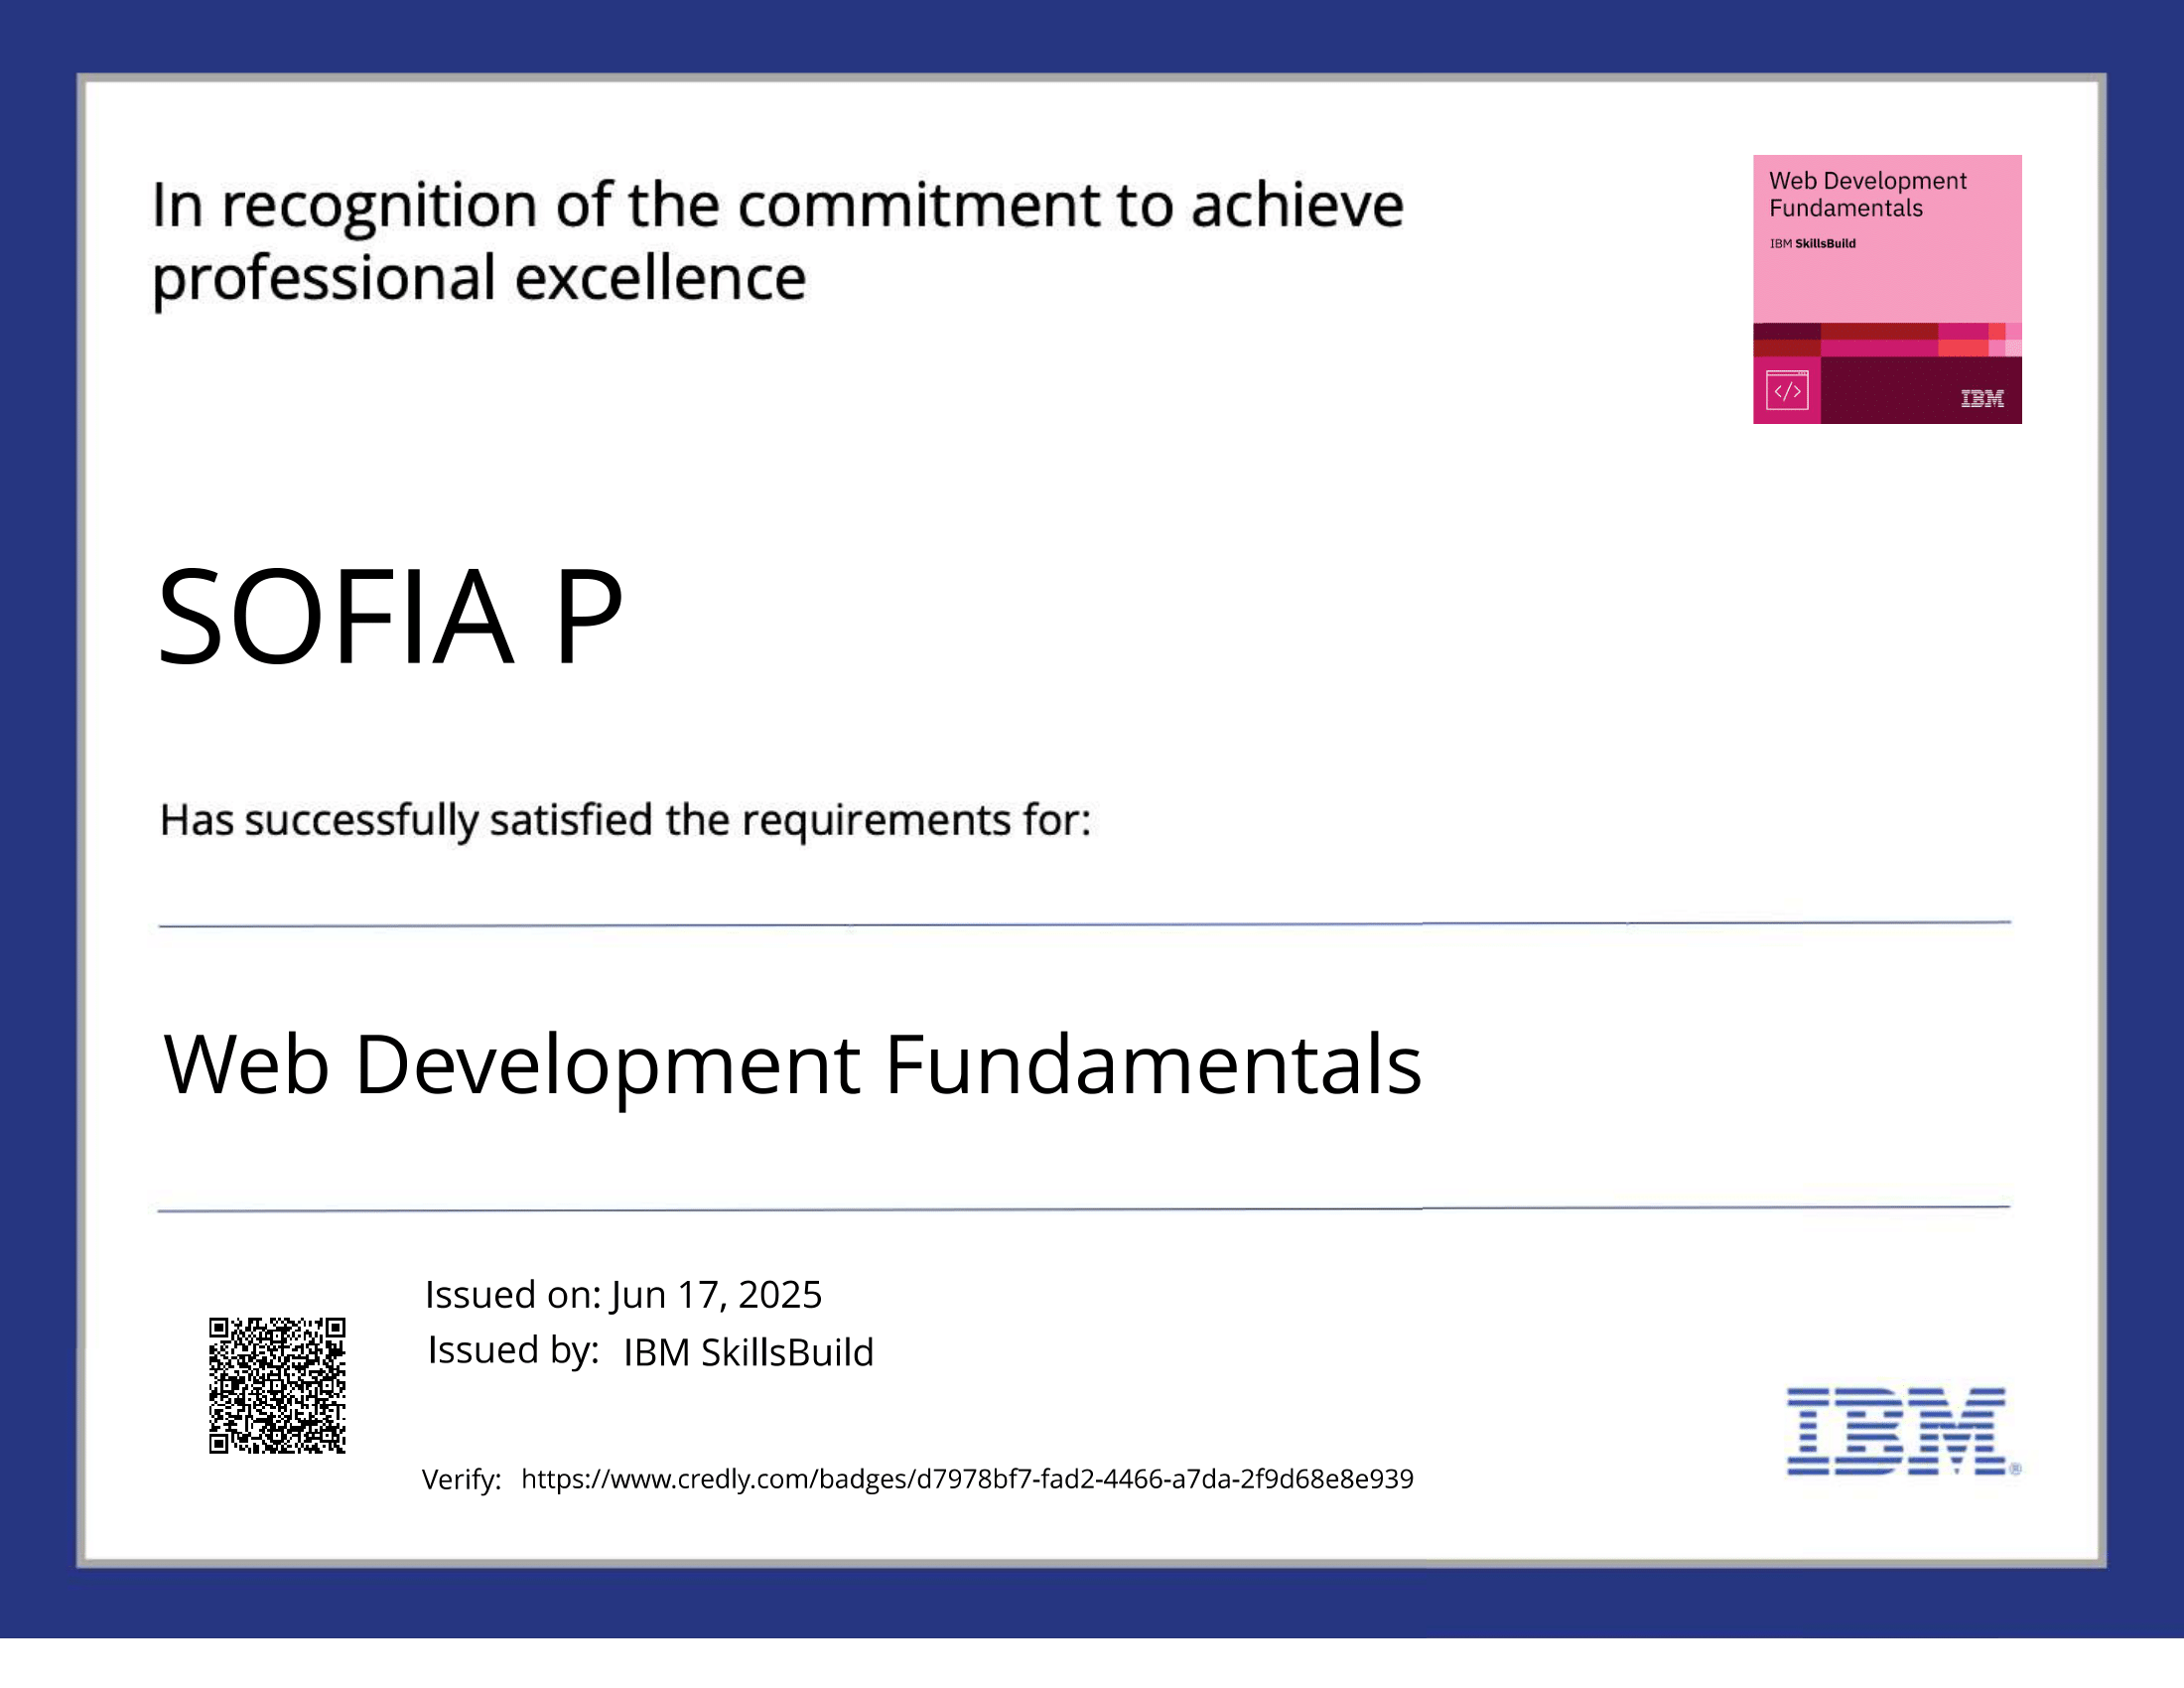 In recognition of the commitment to achieve
professional excellence
Web Development
Fundamentals
IBM SkillsBuild
</>
IBM
SOFIA P
Has successfully satisfied the requirements for:
Web Development Fundamentals
Issued on: Jun 17, 2025
Issued by: IBM SkillsBuild
Verify: https://www.credly.com/badges/d7978bf7-fad2-4466-a7da-2f9d68e8e939
IBM®